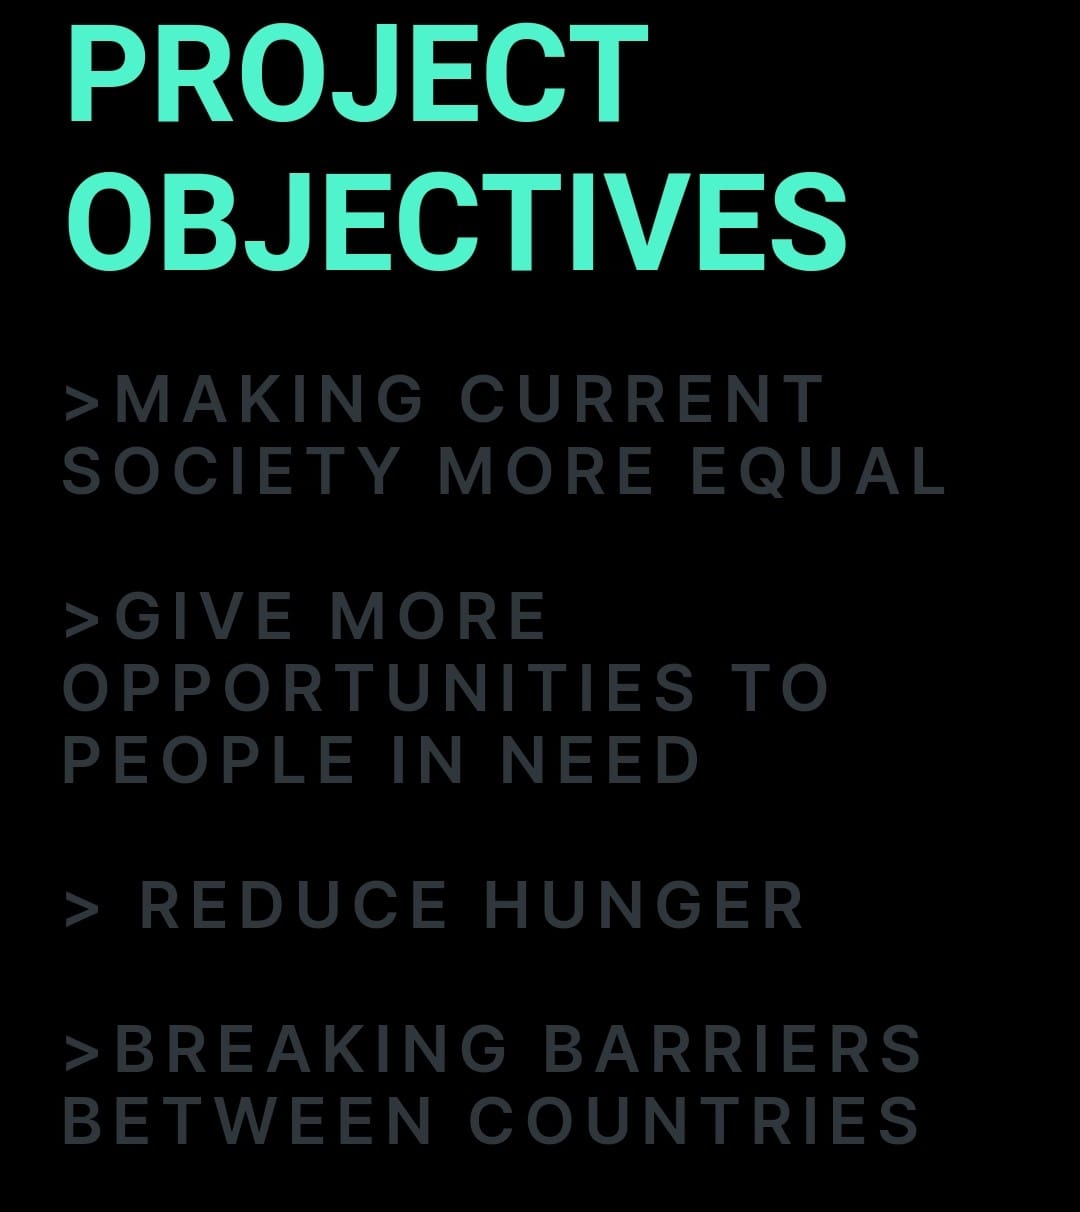 PROJECT
OBJECTIVES
>MAKING CURRENT
SOCIETY MORE EQUAL
>GIVE MORE
OPPORTUNITIES TO
PEOPLE IN NEED
> REDUCE HUNGER
>BREAKING BARRIERS
BETWEEN COUNTRIES